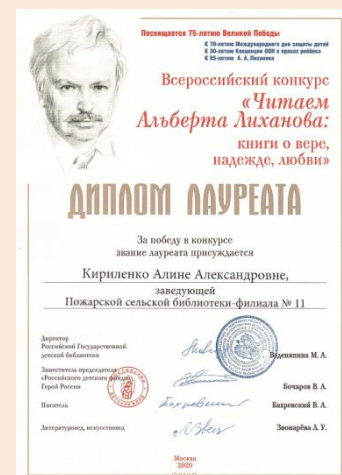 Посвящается 75-летию Великой Победы
К 70-летию Международного дня защиты детей
К 30-летию Конвенции ООН о правах ребёнка
К 85-летию А. А. Лиханова
Всероссийский конкурс
«Читаем
Альберта Лиханова:
книги о вере,
надежде, любви»
ДИПЛОМ ЛАУРЕАТА
За победу в конкурсе
звание лауреата присуждается
Кириленко Алине Александровне,
заведующей
Пожарской сельской библиотеки-филиала № 11
Директор
Российской Государственной
детской библиотеки
Веденяпина М. А.
Заместитель председателя
«Российского детского фонда»,
Герой России
Бочаров В. А.
Писатель
Бахревский В. А.
Литературовед, искусствовед
Звонарёва Л. У.
Москва
2020